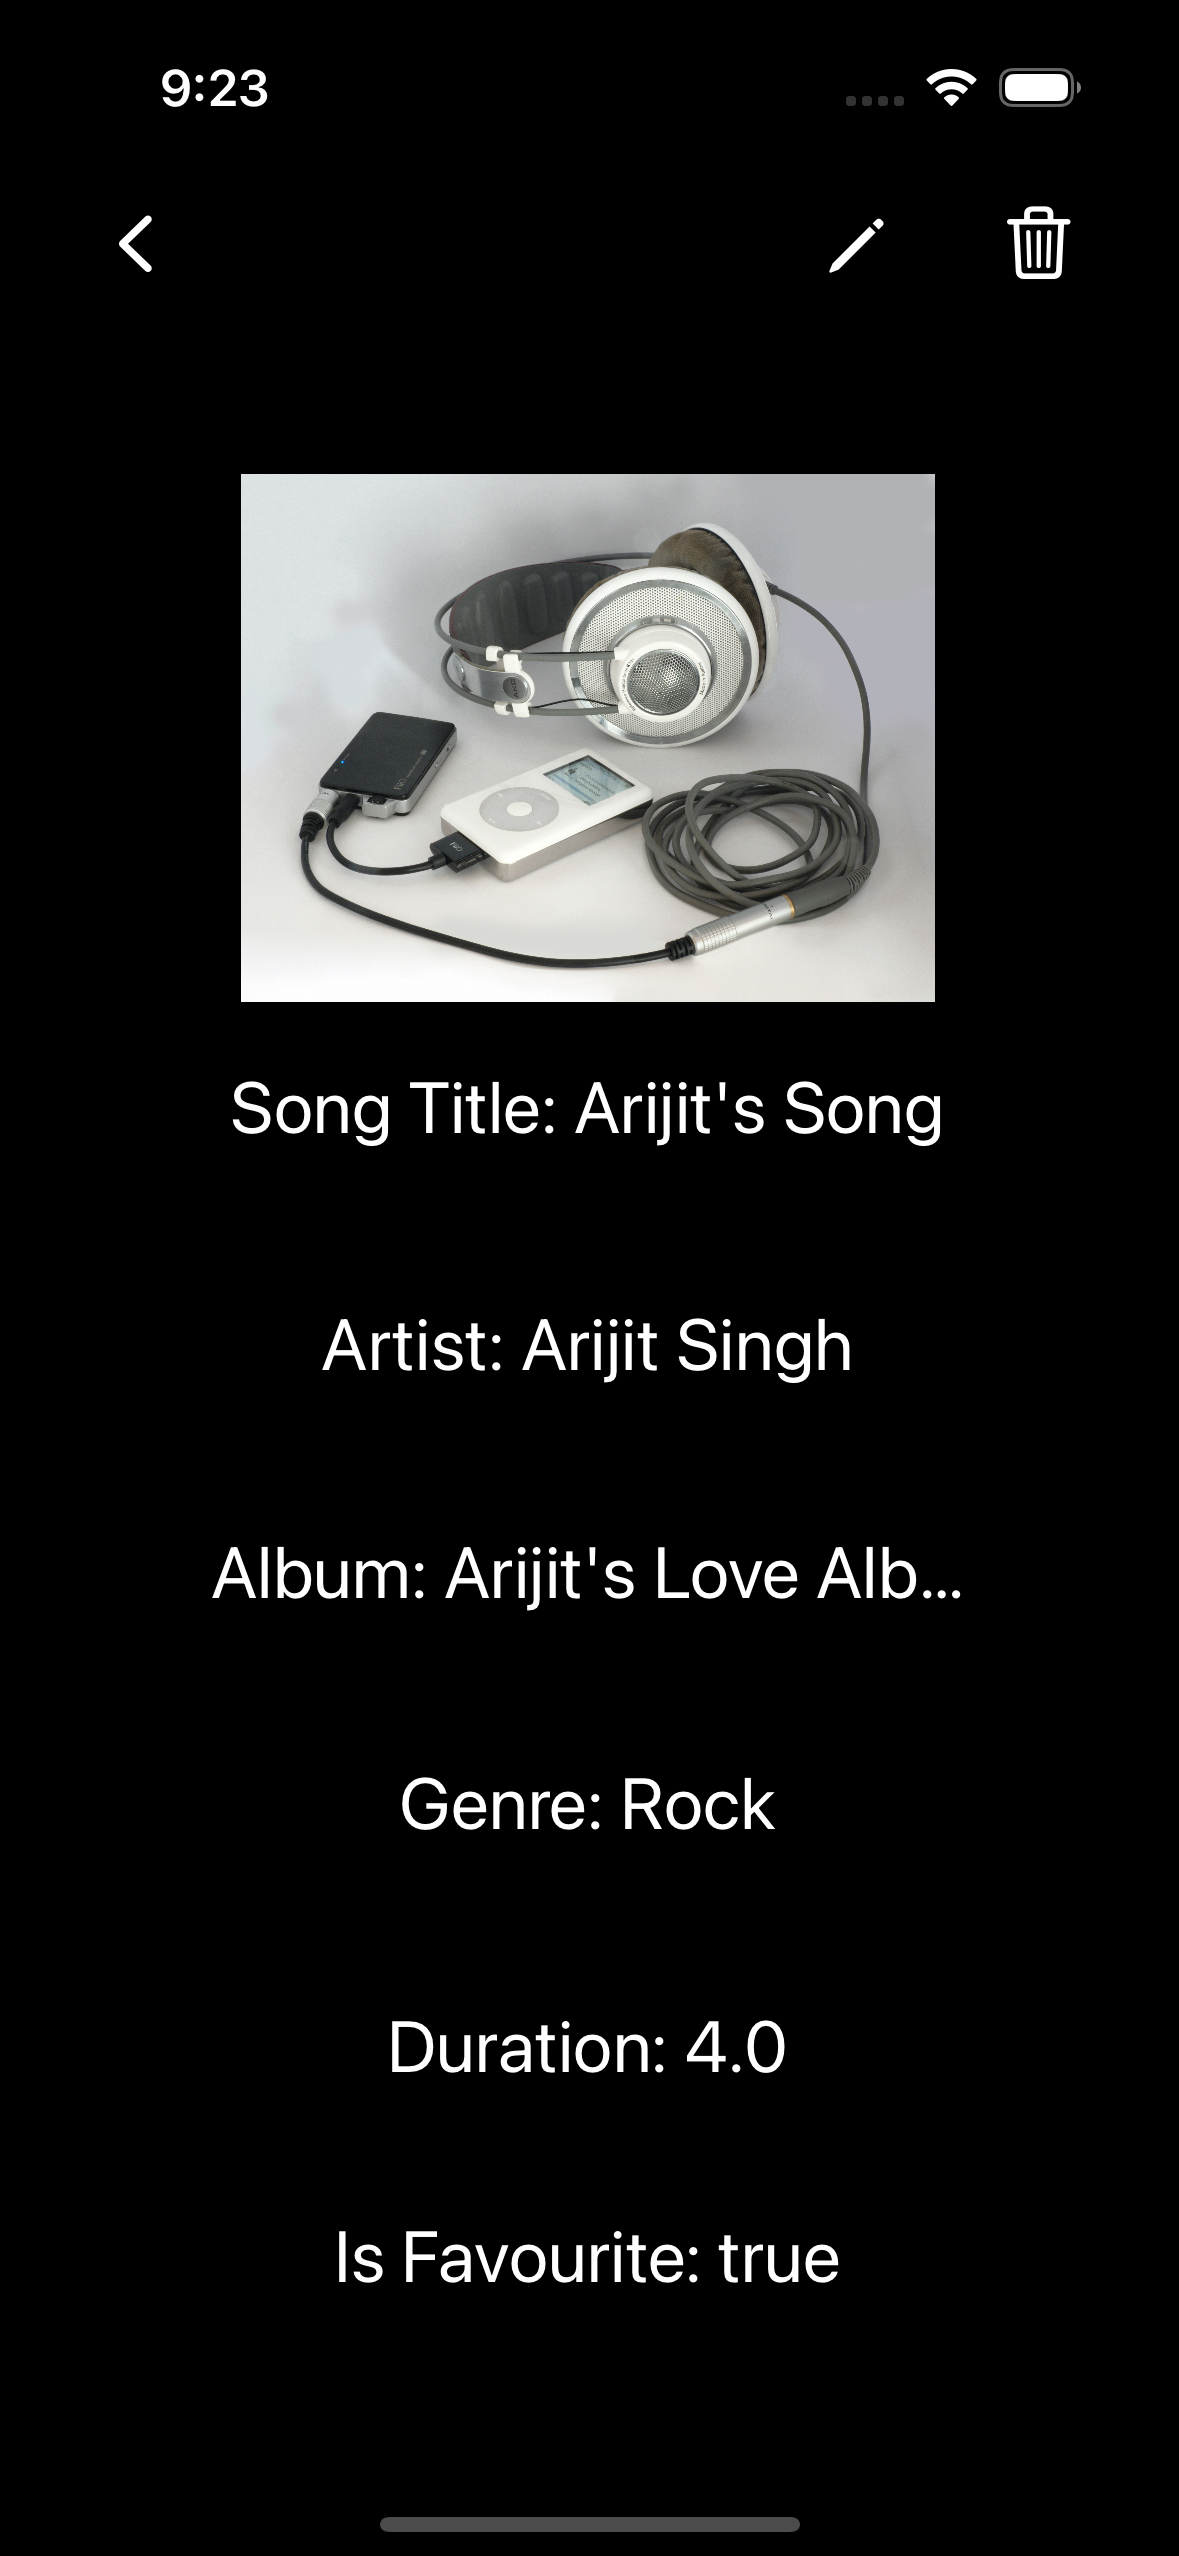 9:23
Song Title: Arijit's Song
Artist: Arijit Singh
Album: Arijit's Love Alb...
Genre: Rock
Duration: 4.0
Is Favourite: true